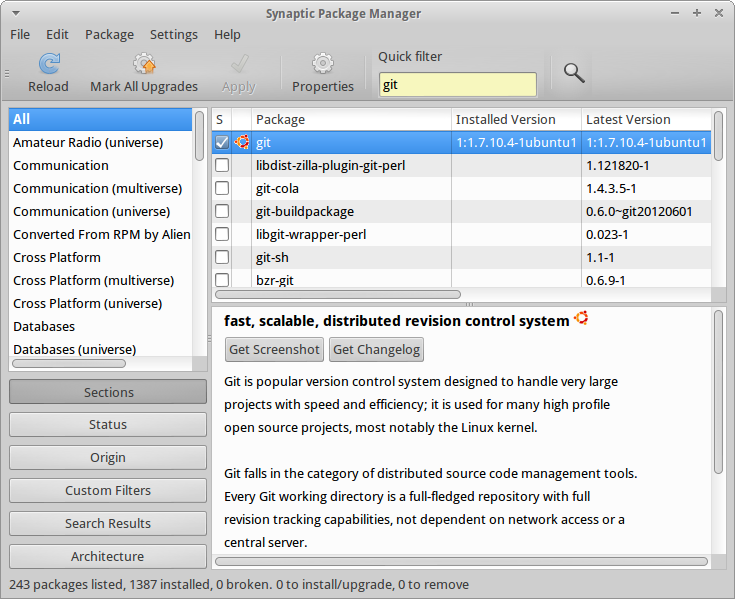 Synaptic Package Manager
File Edit Package Settings Help
Reload Mark All Upgrades Apply Properties Quick filter
git
All
Amateur Radio (universe)
Communication
Communication (multiverse)
Communication (universe)
Converted From RPM by Alien
Cross Platform
Cross Platform (multiverse)
Cross Platform (universe)
Databases
Databases (universe)
Sections
Status
Origin
Custom Filters
Search Results
Architecture
S Package Installed Version Latest Version
git 1:1.7.10.4-1ubuntu1 1:1.7.10.4-1ubuntu1
libdist-zilla-plugin-git-perl 1.121820-1
git-cola 1.4.3.5-1
git-buildpackage 0.6.0~git20120601
libgit-wrapper-perl 0.023-1
git-sh 1.1-1
bzr-git 0.6.9-1
fast, scalable, distributed revision control system
Get Screenshot Get Changelog
Git is popular version control system designed to handle very large
projects with speed and efficiency; it is used for many high profile
open source projects, most notably the Linux kernel.
Git falls in the category of distributed source code management tools.
Every Git working directory is a full-fledged repository with full
revision tracking capabilities, not dependent on network access or a
central server.
243 packages listed, 1387 installed, 0 broken. 0 to install/upgrade, 0 to remove